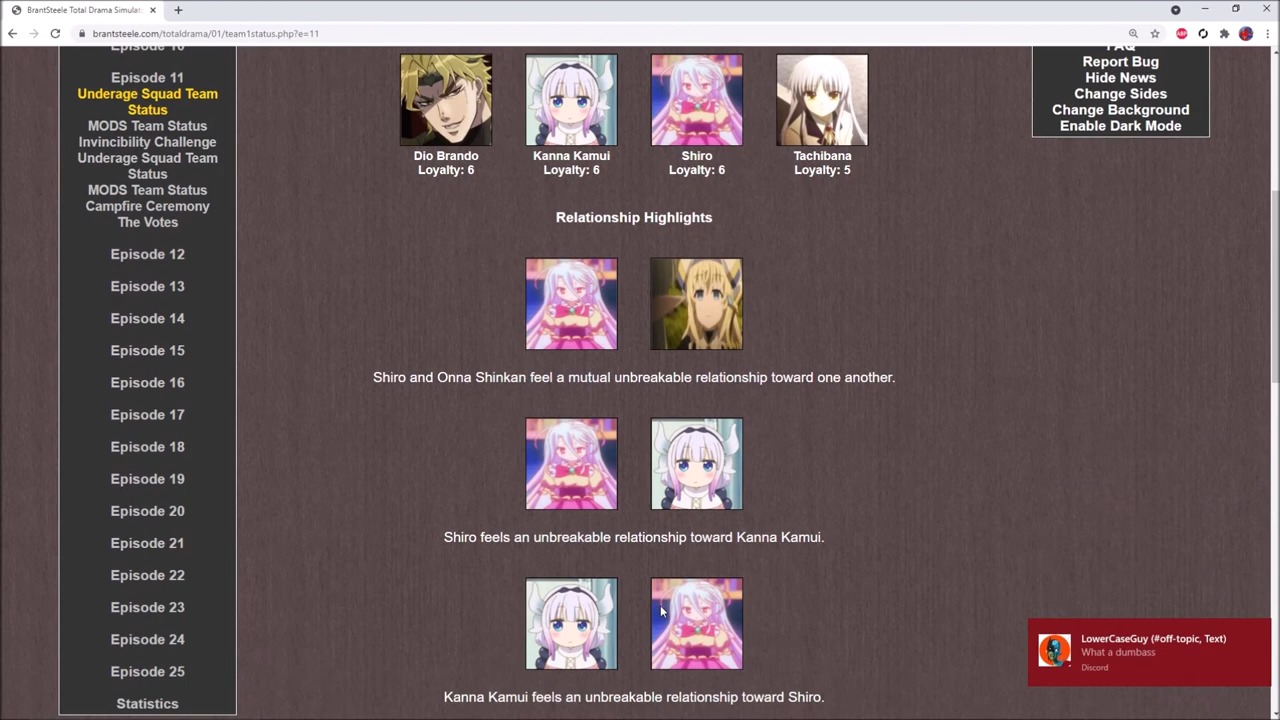 BrantSteele Total Drama Simulat
brantsteele.com/totaldrama/01/team1status.php?e=11
Episode 10
Episode 11
Underage Squad Team
Status
MODS Team Status
Invincibility Challenge
Underage Squad Team
Status
MODS Team Status
Campfire Ceremony
The Votes
Episode 12
Episode 13
Episode 14
Episode 15
Episode 16
Episode 17
Episode 18
Episode 19
Episode 20
Episode 21
Episode 22
Episode 23
Episode 24
Episode 25
Statistics
Dio Brando
Loyalty: 6
Kanna Kamui
Loyalty: 6
Shiro
Loyalty: 6
Tachibana
Loyalty: 5
Relationship Highlights
Shiro and Onna Shinkan feel a mutual unbreakable relationship toward one another.
Shiro feels an unbreakable relationship toward Kanna Kamui.
Kanna Kamui feels an unbreakable relationship toward Shiro.
FAQ
Report Bug
Hide News
Change Sides
Change Background
Enable Dark Mode
ABP
LowerCaseGuy (#off-topic, Text)
What a dumbass
Discord